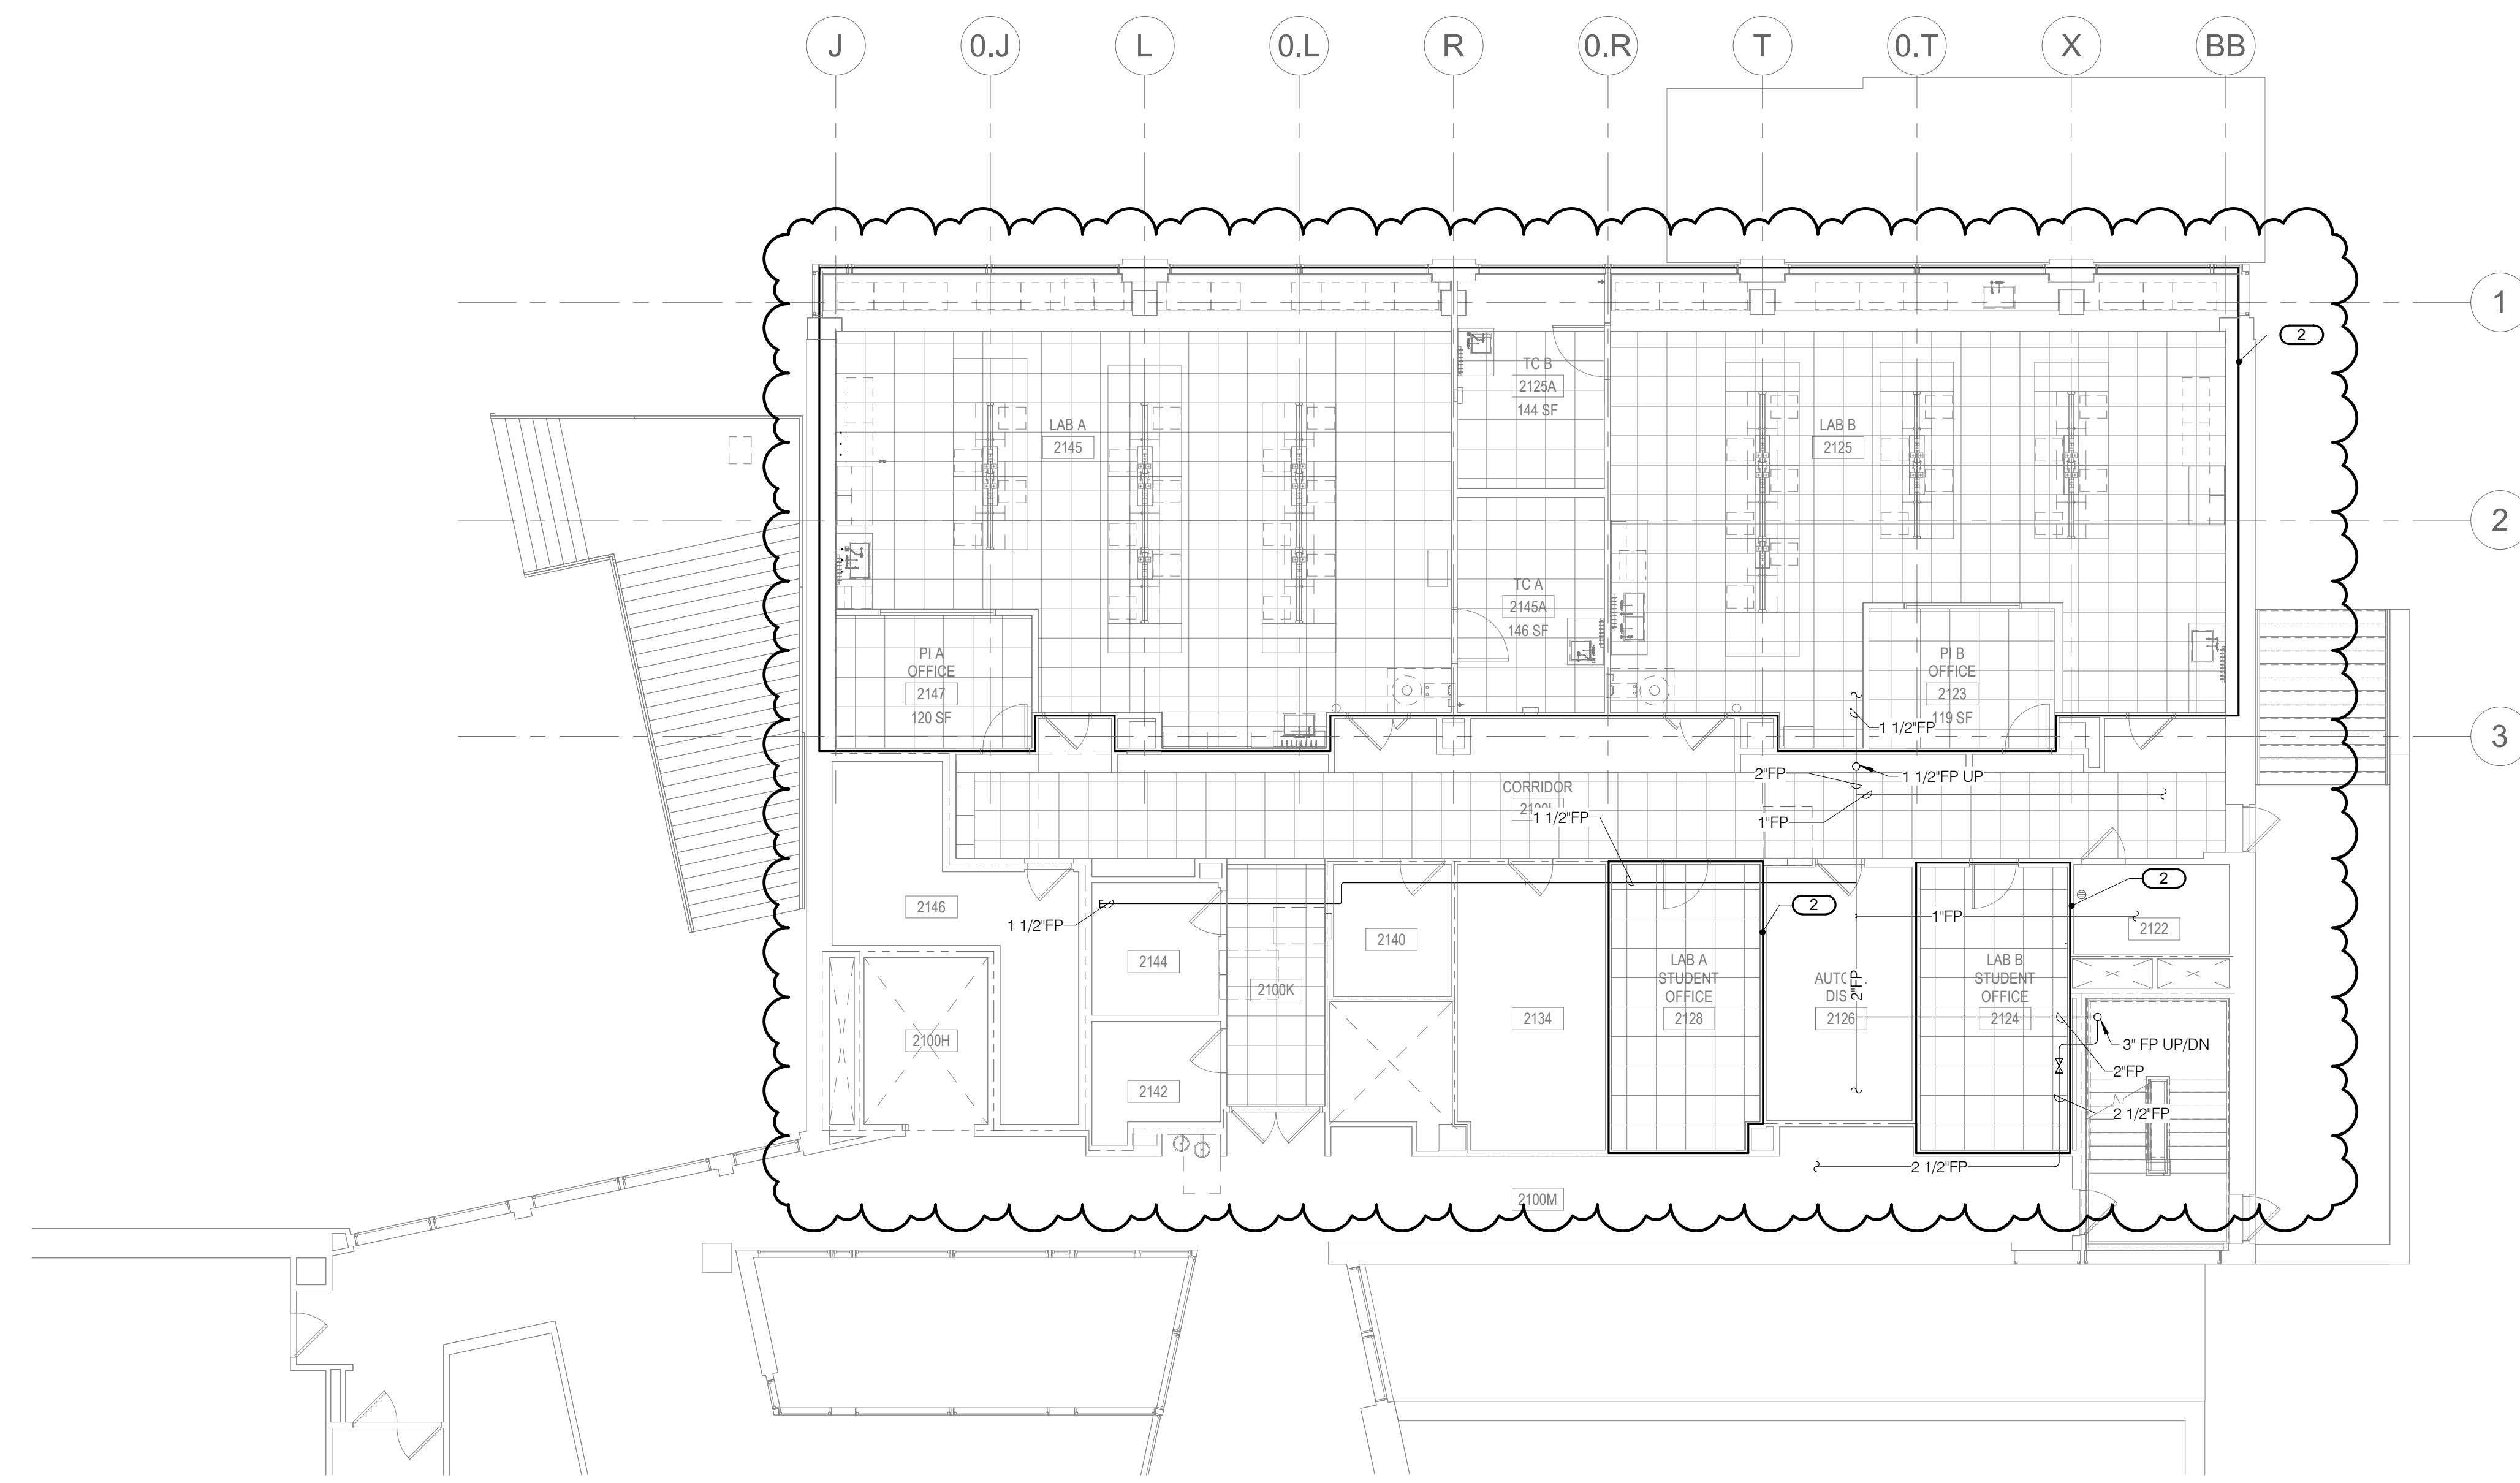 J
0.J
L
0.L
R
0.R
T
0.T
X
BB
1
2
TC B
2125A
144 SF
LAB A
2145
LAB B
2125
2
TC A
2145A
146 SF
PI A
OFFICE
2147
120 SF
PI B
OFFICE
2123
119 SF
1 1/2"FP
3
2"FP
1 1/2"FP UP
CORRIDOR
1 1/2"FP
1"FP
2
2
2146
1 1/2"FP
1"FP
2122
2140
2144
2100K
LAB A
STUDENT
OFFICE
2128
2"FP
2126
LAB B
STUDENT
OFFICE
2124
2134
2100H
3" FP UP/DN
2"FP
2142
2 1/2"FP
2 1/2"FP
2100M